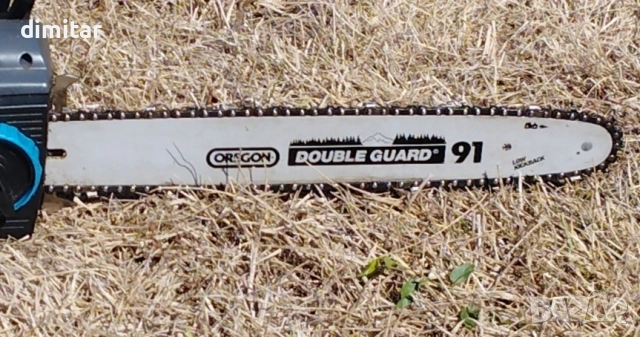 dimitar
OREGON
DOUBLE GUARD® 91
LOW
KICKBACK